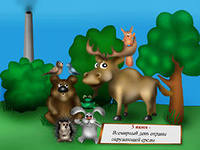 5 июня -
Всемирный день охраны
окружающей среды